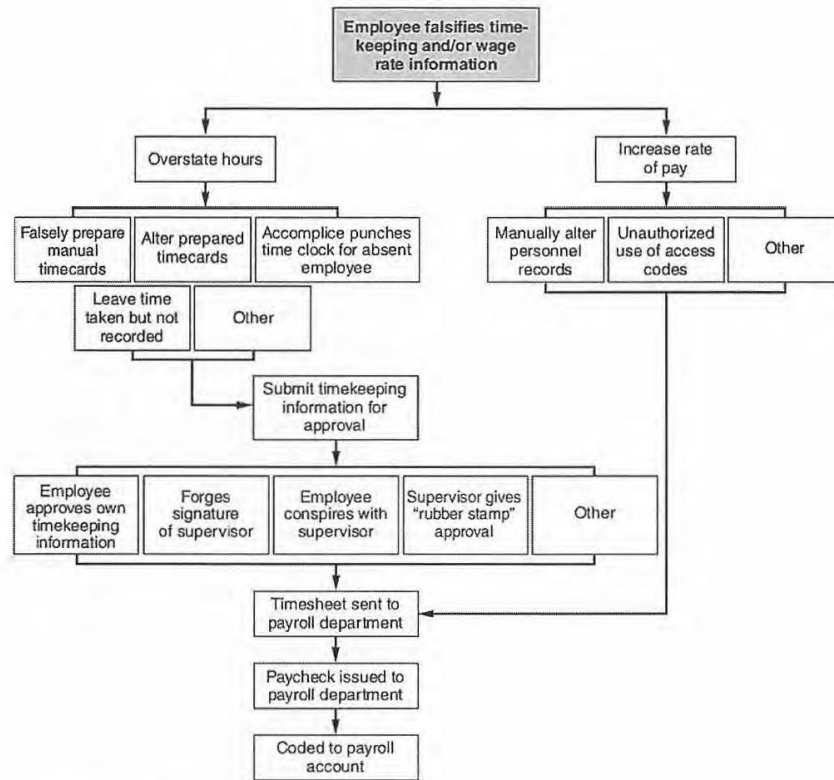 Employee falsifies time-
keeping and/or wage
rate information
Overstate hours
Increase rate
of pay
Falsely prepare
manual
timecards
Alter prepared
timecards
Accomplice punches
time clock for absent
employee
Manually alter
personnel
records
Unauthorized
use of access
codes
Other
Leave time
taken but not
recorded
Other
Submit timekeeping
information for
approval
Employee
approves own
timekeeping
information
Forges
signature
of supervisor
Employee
conspires with
supervisor
Supervisor gives
“rubber stamp”
approval
Other
Timesheet sent to
payroll department
Paycheck issued to
payroll department
Coded to payroll
account